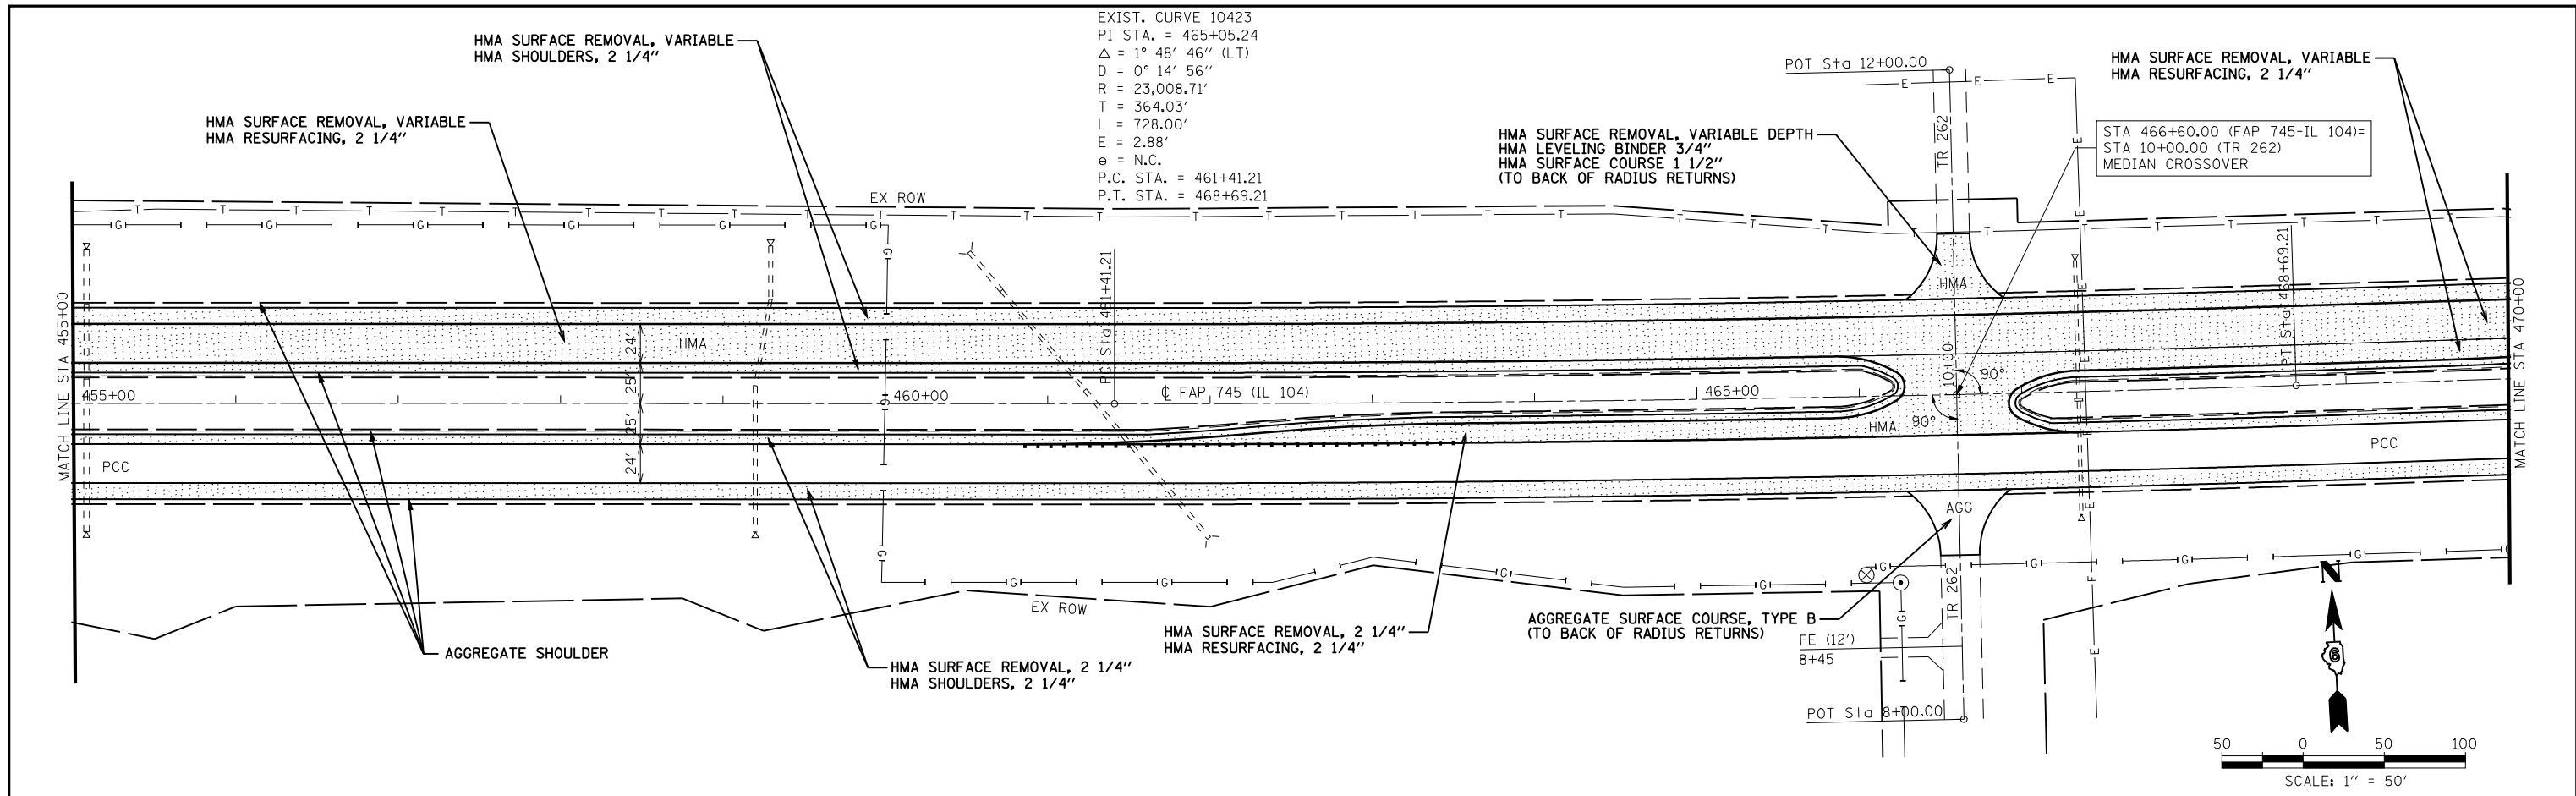 EXIST. CURVE 10423
PI STA. = 465+05.24
Δ = 1° 48' 46" (LT)
D = 0° 14' 56"
R = 23,008.71'
T = 364.03'
L = 728.00'
E = 2.88'
e = N.C.
P.C. STA. = 461+41.21
P.T. STA. = 468+69.21
HMA SURFACE REMOVAL, VARIABLE
HMA SHOULDERS, 2 1/4"
HMA SURFACE REMOVAL, VARIABLE
HMA RESURFACING, 2 1/4"
POT Sta 12+00.00
HMA SURFACE REMOVAL, VARIABLE
HMA RESURFACING, 2 1/4"
HMA SURFACE REMOVAL, VARIABLE DEPTH
HMA LEVELING BINDER 3/4"
HMA SURFACE COURSE 1 1/2"
(TO BACK OF RADIUS RETURNS)
TR 262
STA 466+60.00 (FAP 745-IL 104)=
STA 10+00.00 (TR 262)
MEDIAN CROSSOVER
EX ROW
MATCH LINE STA 455+00
PC Sta 461+41.21
PT Sta 468+69.21
MATCH LINE STA 470+00
HMA
HMA
24'
25'
25'
24'
455+00
460+00
℄ FAP 745 (IL 104)
465+00
10+00
90°
90°
HMA
PCC
PCC
AGG
AGGREGATE SHOULDER
HMA SURFACE REMOVAL, 2 1/4"
HMA SHOULDERS, 2 1/4"
EX ROW
HMA SURFACE REMOVAL, 2 1/4"
HMA RESURFACING, 2 1/4"
AGGREGATE SURFACE COURSE, TYPE B
(TO BACK OF RADIUS RETURNS)
TR 262
FE (12')
8+45
POT Sta 8+00.00
N
6
50 0 50 100
SCALE: 1" = 50'
T T T T T T T T T T T T T T T T T T T T T T T T T T T T T
G G G G G G G G G
G G G G G G G G G
E E E E E E E E E E